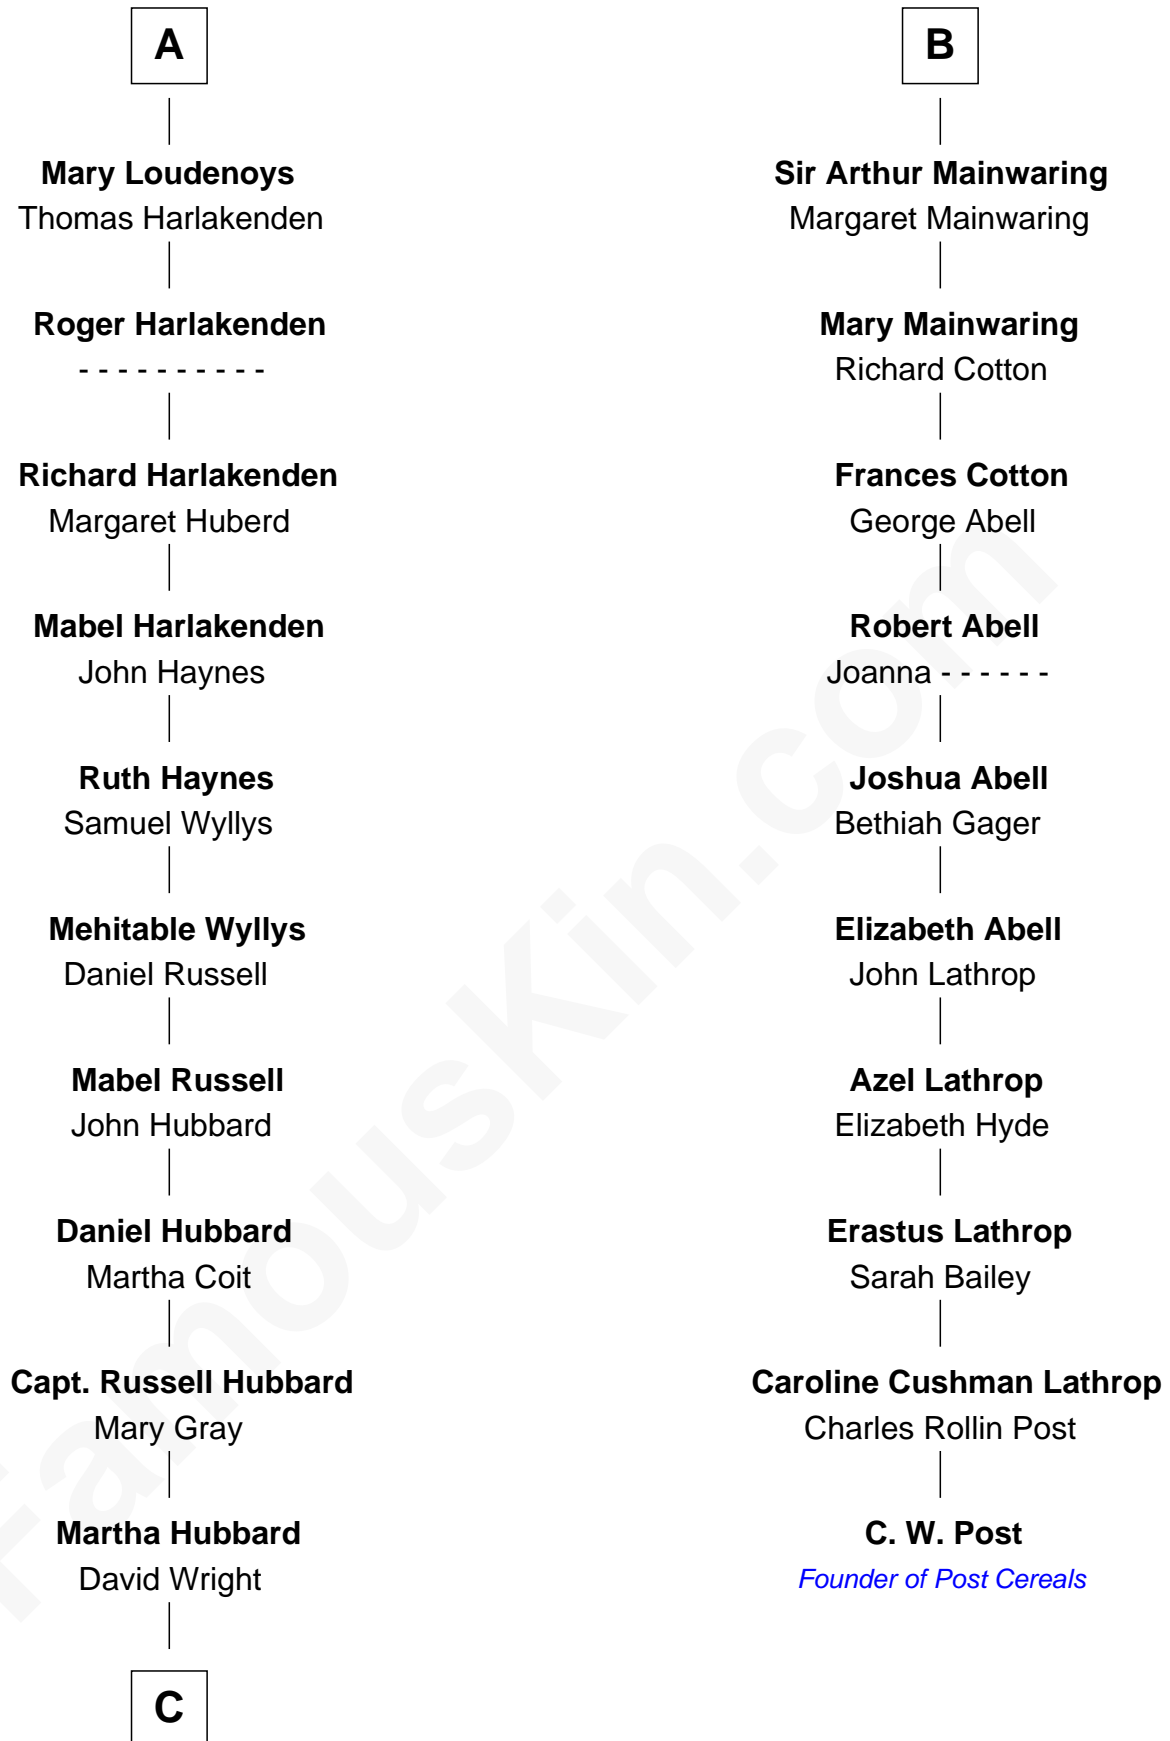 A
Mary Loudenoys
Thomas Harlakenden
Roger Harlakenden
- - - - - - - - - -
Richard Harlakenden
Margaret Huberd
Mabel Harlakenden
John Haynes
Ruth Haynes
Samuel Wyllys
Mehitable Wyllys
Daniel Russell
Mabel Russell
John Hubbard
Daniel Hubbard
Martha Coit
Capt. Russell Hubbard
Mary Gray
Martha Hubbard
David Wright
C
B
Sir Arthur Mainwaring
Margaret Mainwaring
Mary Mainwaring
Richard Cotton
Frances Cotton
George Abell
Robert Abell
Joanna - - - - - -
Joshua Abell
Bethiah Gager
Elizabeth Abell
John Lathrop
Azel Lathrop
Elizabeth Hyde
Erastus Lathrop
Sarah Bailey
Caroline Cushman Lathrop
Charles Rollin Post
C. W. Post
Founder of Post Cereals
FamousKin.com